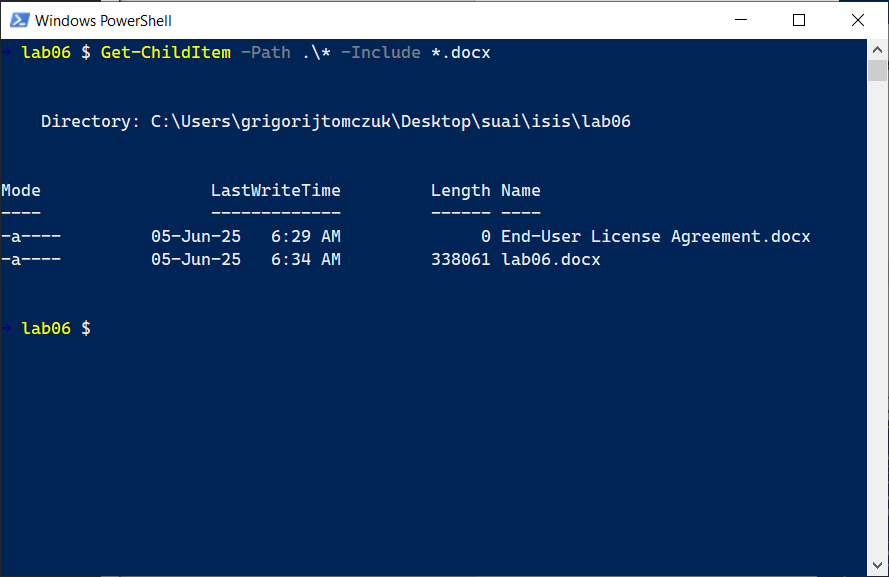 Windows PowerShell
→ lab06 $ Get-ChildItem -Path .\* -Include *.docx
Directory: C:\Users\grigorijtomczuk\Desktop\suai\isis\lab06
Mode                 LastWriteTime         Length Name
----                 -------------         ------ ----
-a----         05-Jun-25   6:29 AM              0 End-User License Agreement.docx
-a----         05-Jun-25   6:34 AM         338061 lab06.docx
→ lab06 $